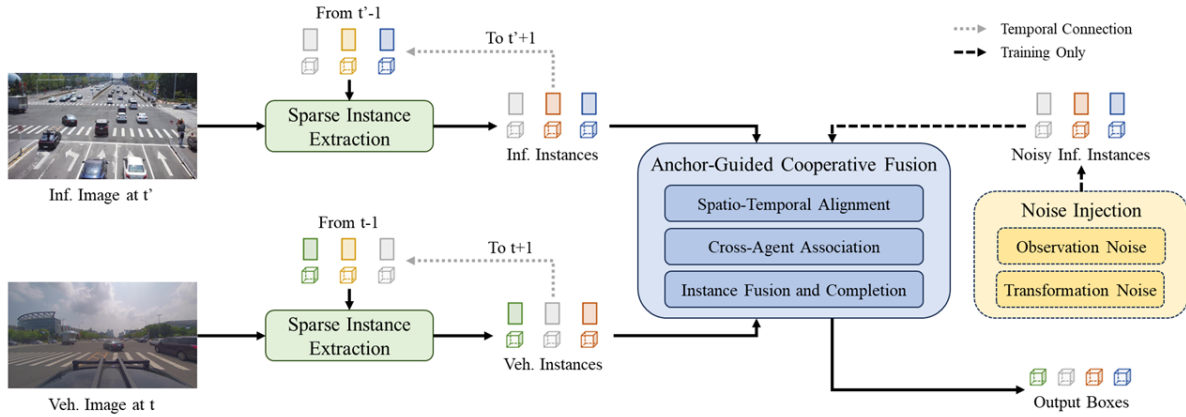 From t'-1
To t'+1
Temporal Connection
Training Only
Sparse Instance
Extraction
Inf. Instances
Noisy Inf. Instances
Inf. Image at t'
Anchor-Guided Cooperative Fusion
Spatio-Temporal Alignment
Cross-Agent Association
Instance Fusion and Completion
Noise Injection
Observation Noise
Transformation Noise
From t-1
To t+1
Sparse Instance
Extraction
Veh. Instances
Veh. Image at t
Output Boxes